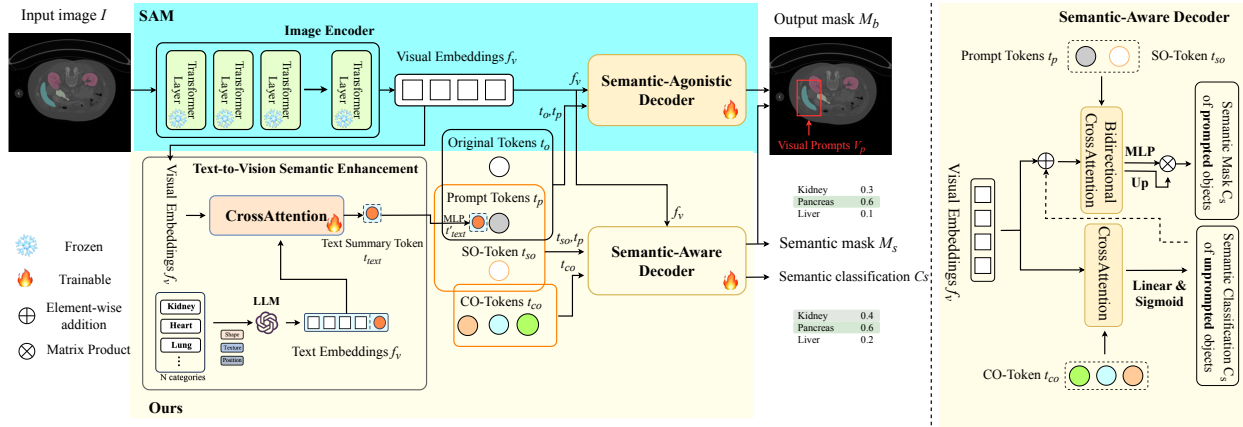 Input image I
SAM
Image Encoder
Transformer
Layer
Transformer
Layer
Transformer
Layer
Transformer
Layer
Visual Embeddings f_v
f_v
t_o,t_p
Semantic-Agonistic
Decoder
Output mask M_b
Visual Prompts V_p
Text-to-Vision Semantic Enhancement
Visual Embeddings f_v
CrossAttention
Text Summary Token
t_text
Original Tokens t_o
Prompt Tokens t_p
MLP
t'_text
SO-Token t_so
CO-Tokens t_co
t_so,t_p
t_co
f_v
Semantic-Aware
Decoder
Kidney 0.3
Pancreas 0.6
Liver 0.1
Semantic mask M_s
Semantic classification Cs
Kidney 0.4
Pancreas 0.6
Liver 0.2
Frozen
Trainable
Element-wise
addition
Matrix Product
Kidney
Heart
Lung
⋮
N categories
LLM
Shape
Texture
Position
Text Embeddings f_v
Ours
Semantic-Aware Decoder
Prompt Tokens t_p
SO-Token t_so
Visual Embeddings f_v
Bidirectional
Cross Attention
MLP
Up
Semantic Mask C_s
of prompted objects
Cross Attention
Linear &
Sigmoid
Semantic Classification C_s
of unprompted objects
CO-Token t_co